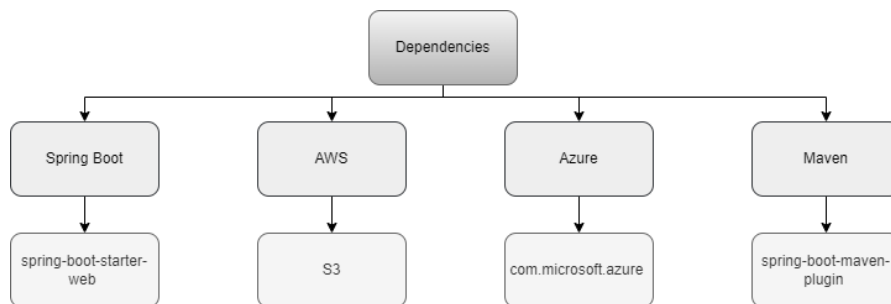 Dependencies
Spring Boot
AWS
Azure
Maven
spring-boot-starter-
web
S3
com.microsoft.azure
spring-boot-maven-
plugin